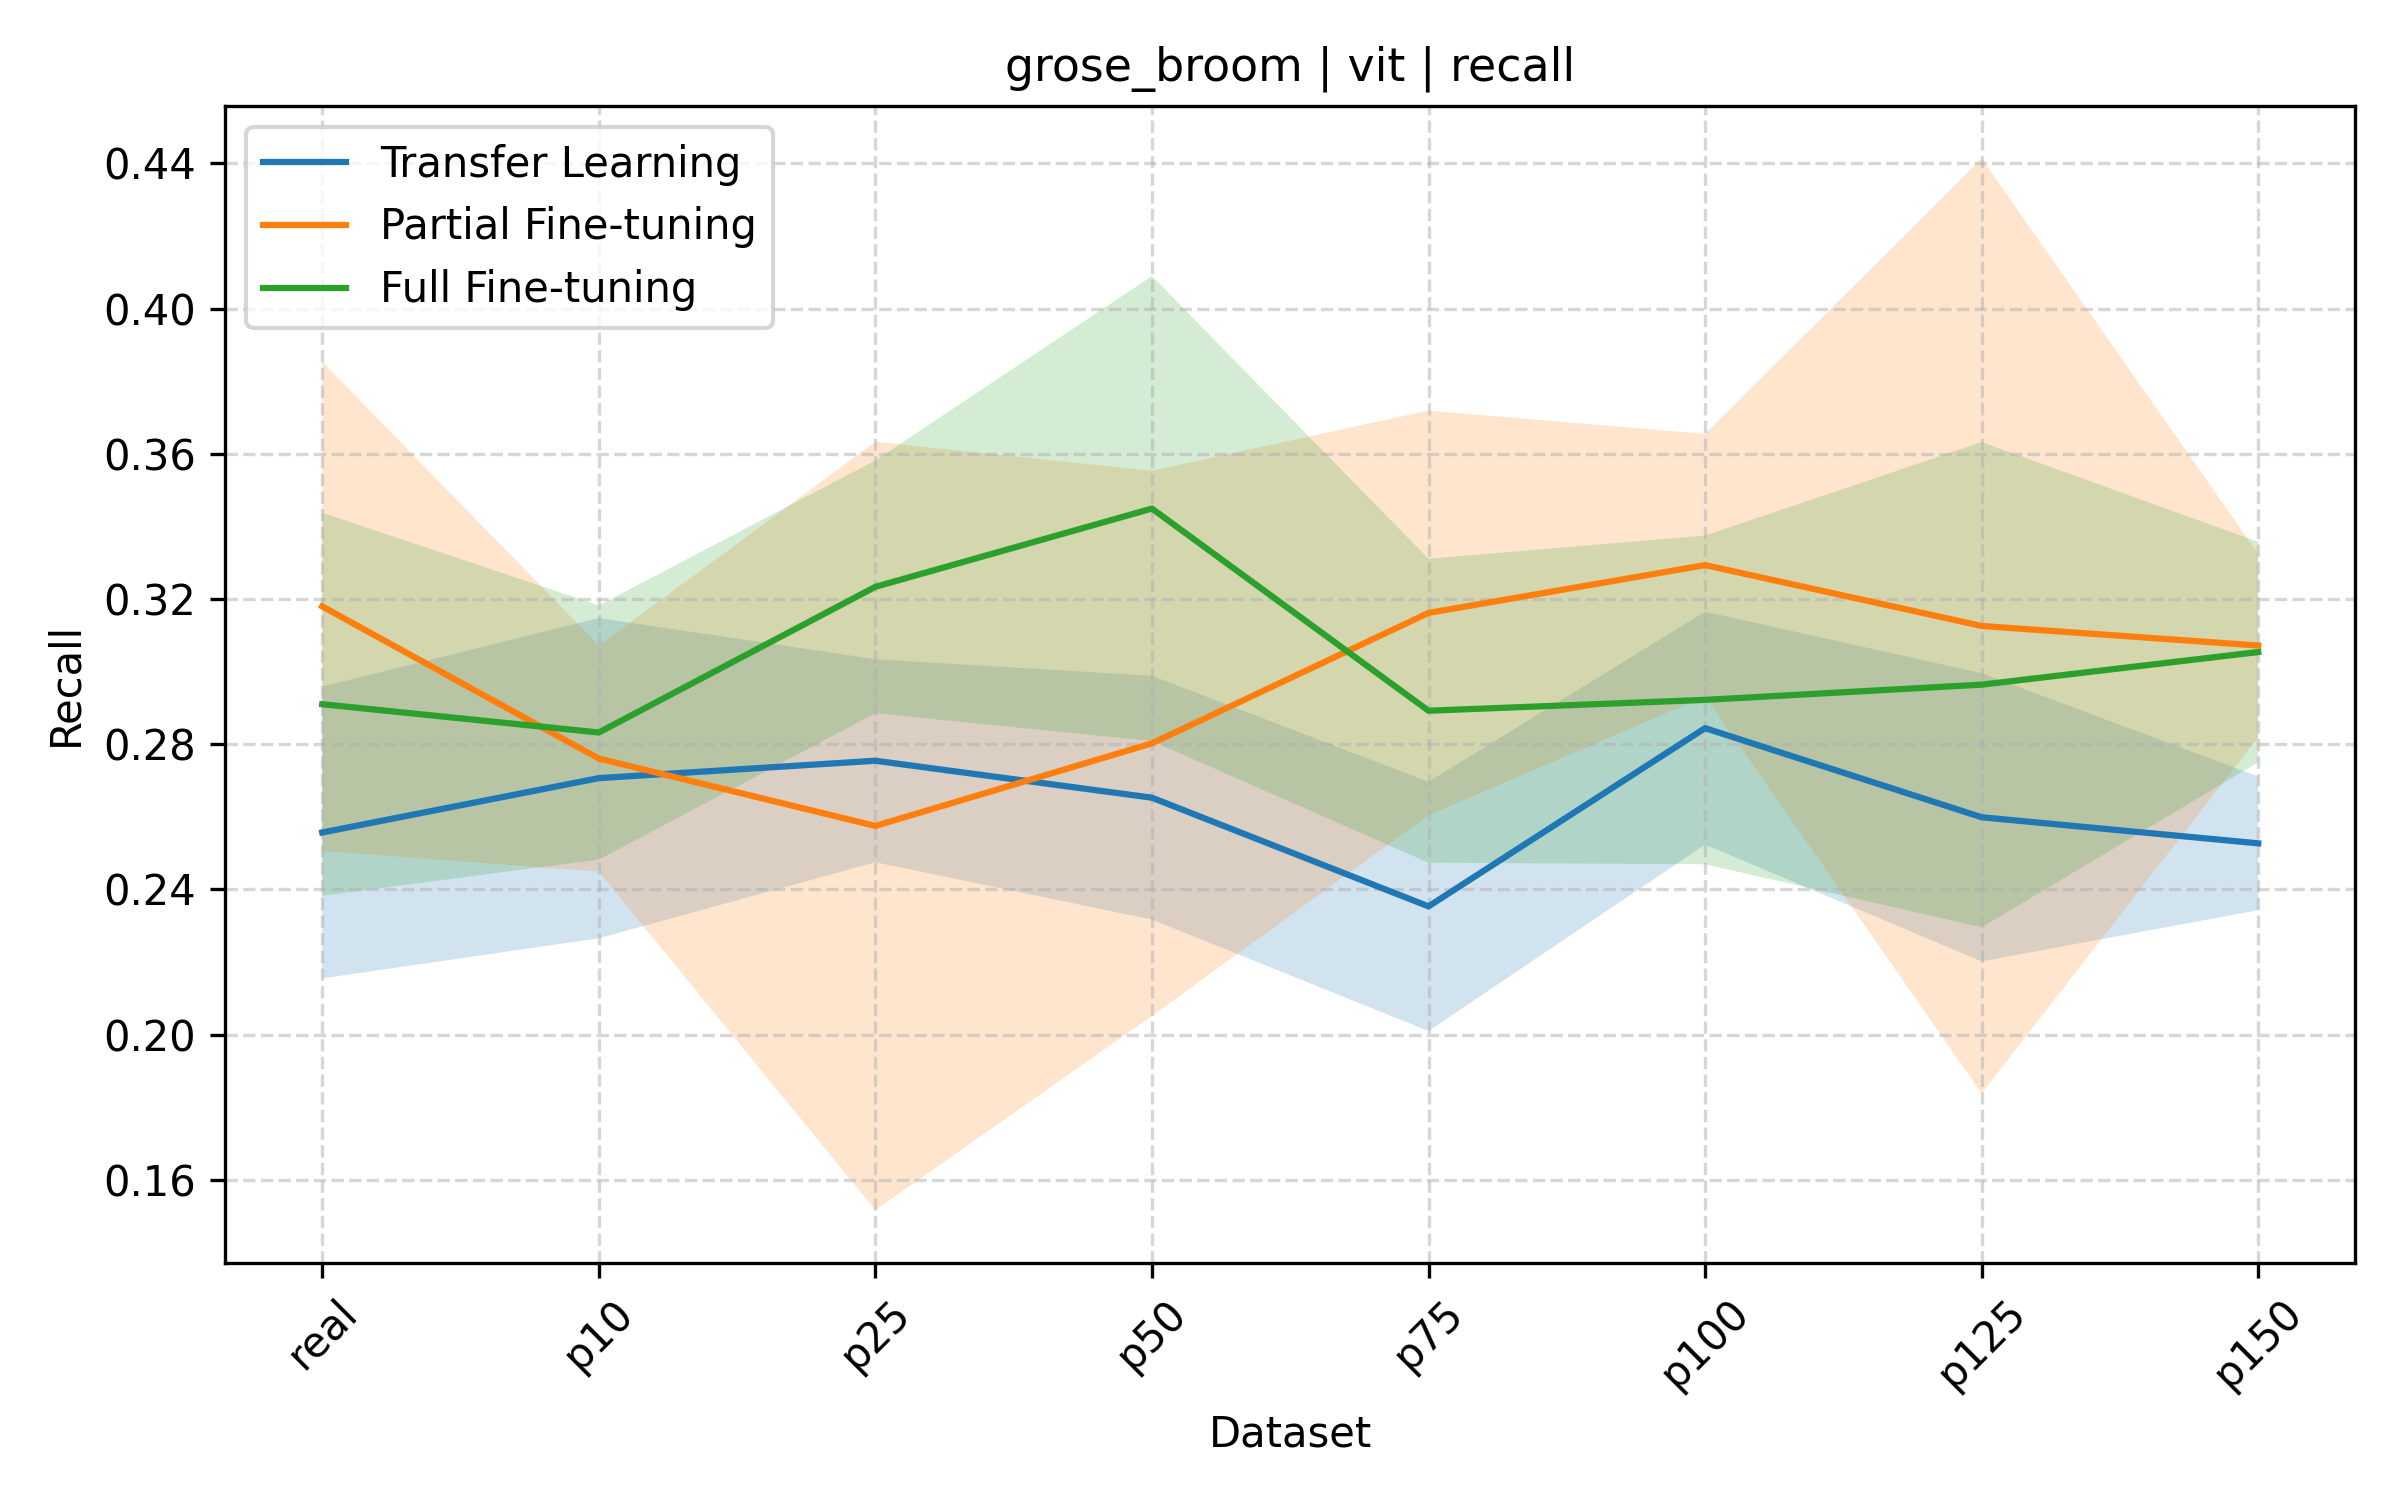 grose_broom | vit | recall
Transfer Learning
Partial Fine-tuning
Full Fine-tuning
0.44
0.40
0.36
0.32
0.28
0.24
0.20
0.16
Recall
real
p10
p25
p50
p75
p100
p125
p150
Dataset